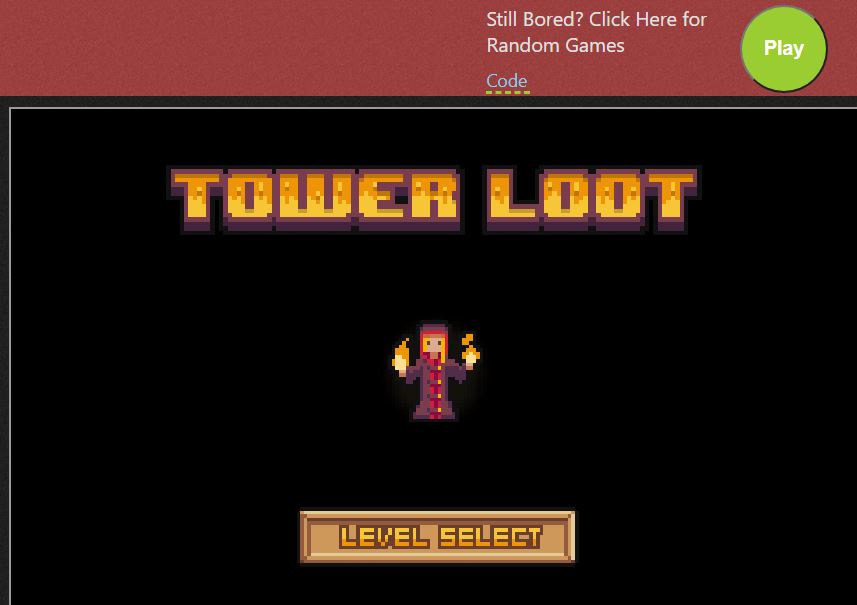 Still Bored? Click Here for
Random Games
Play
Code
TOWER LOOT
LEVEL SELECT